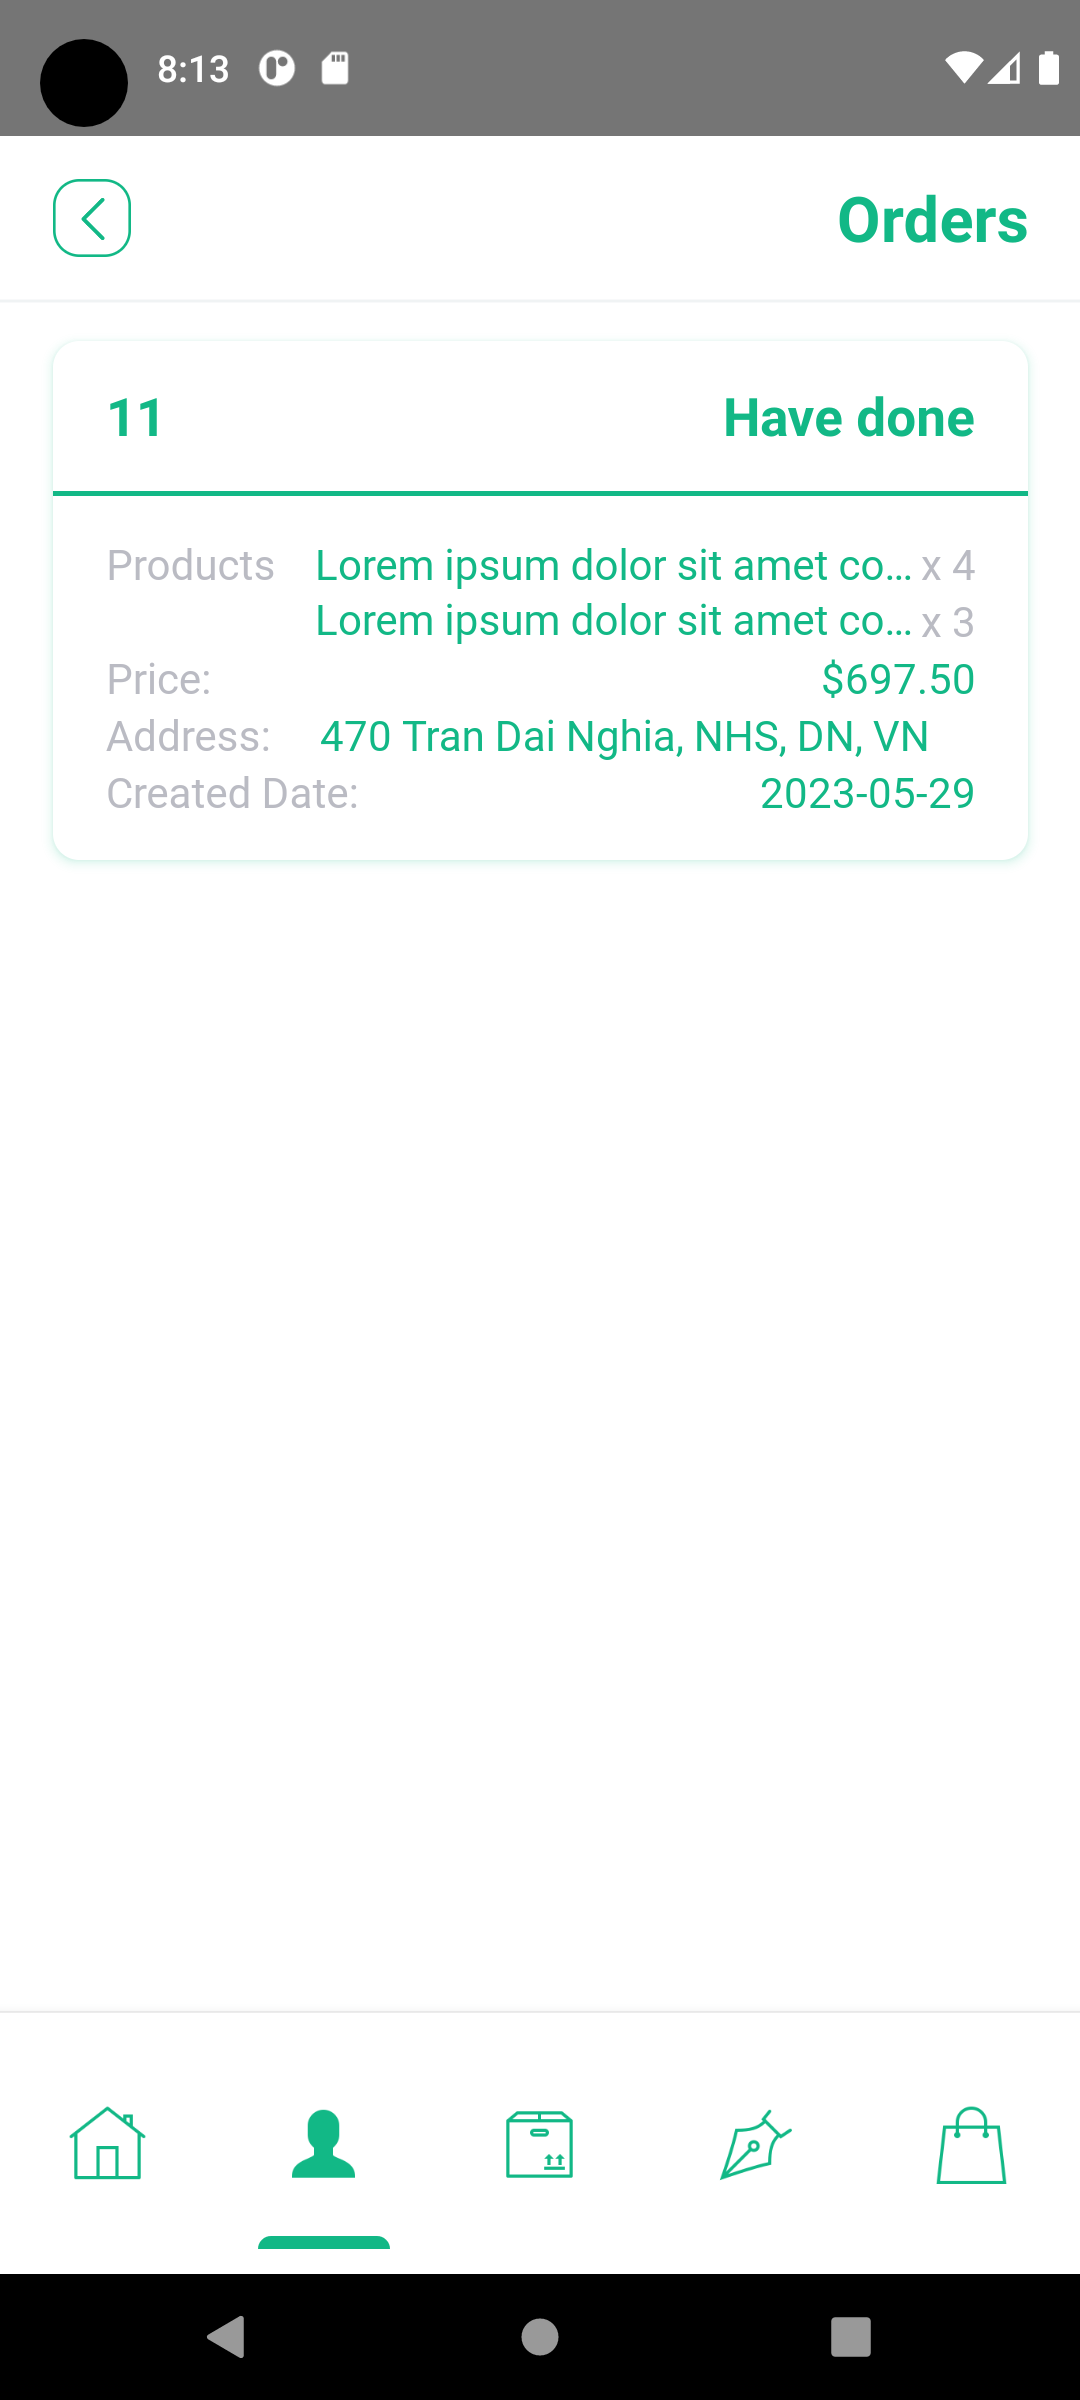 8:13
Orders
11 Have done
Products Lorem ipsum dolor sit amet co... x 4
Lorem ipsum dolor sit amet co... x 3
Price: $697.50
Address: 470 Tran Dai Nghia, NHS, DN, VN
Created Date: 2023-05-29